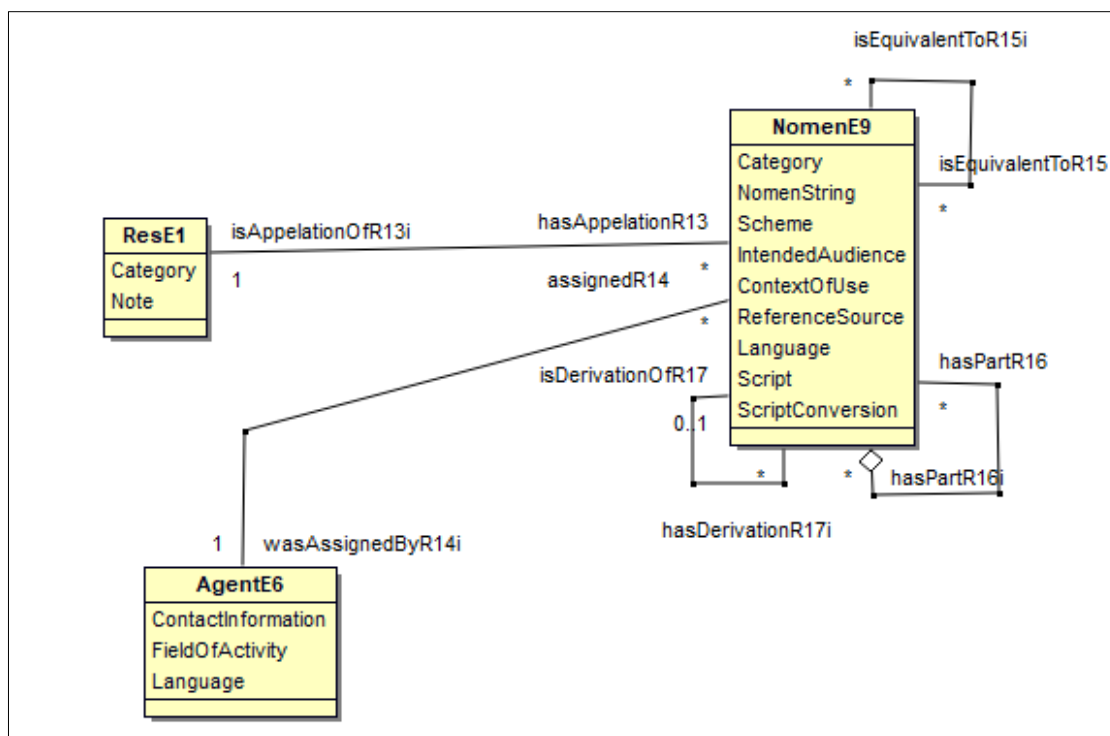 isEquivalentToR15i
*
NomenE9
Category
NomenString
Scheme
IntendedAudience
ContextOfUse
ReferenceSource
Language
Script
ScriptConversion
isEquivalentToR15
*
ResE1
Category
Note
isAppelationOfR13i
1
hasAppelationR13
*
assignedR14
*
isDerivationOfR17
0..1
*
hasDerivationR17i
hasPartR16
*
*
hasPartR16i
1
wasAssignedByR14i
AgentE6
ContactInformation
FieldOfActivity
Language